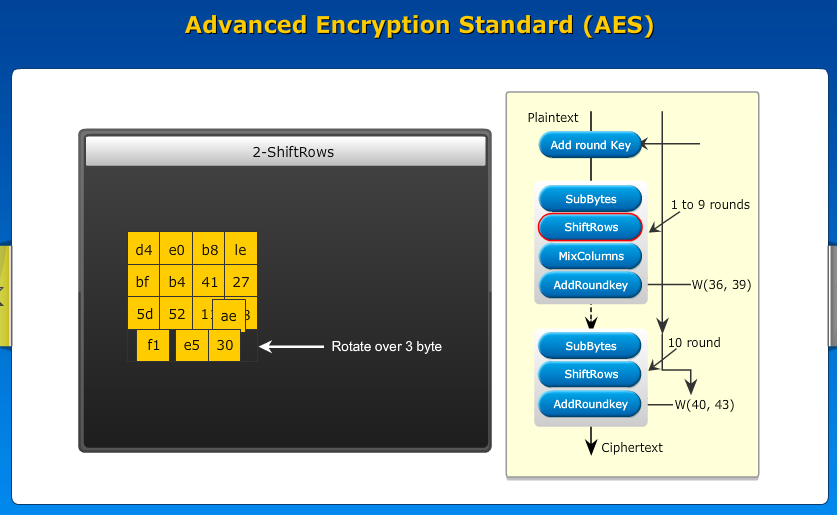 Advanced Encryption Standard (AES)
2-ShiftRows
d4 e0 b8 le
bf b4 41 27
5d 52
ae
f1 e5 30
Rotate over 3 byte
Plaintext
Add round Key
SubBytes
ShiftRows
MixColumns
AddRoundkey
1 to 9 rounds
W(36, 39)
SubBytes
ShiftRows
AddRoundkey
10 round
W(40, 43)
Ciphertext